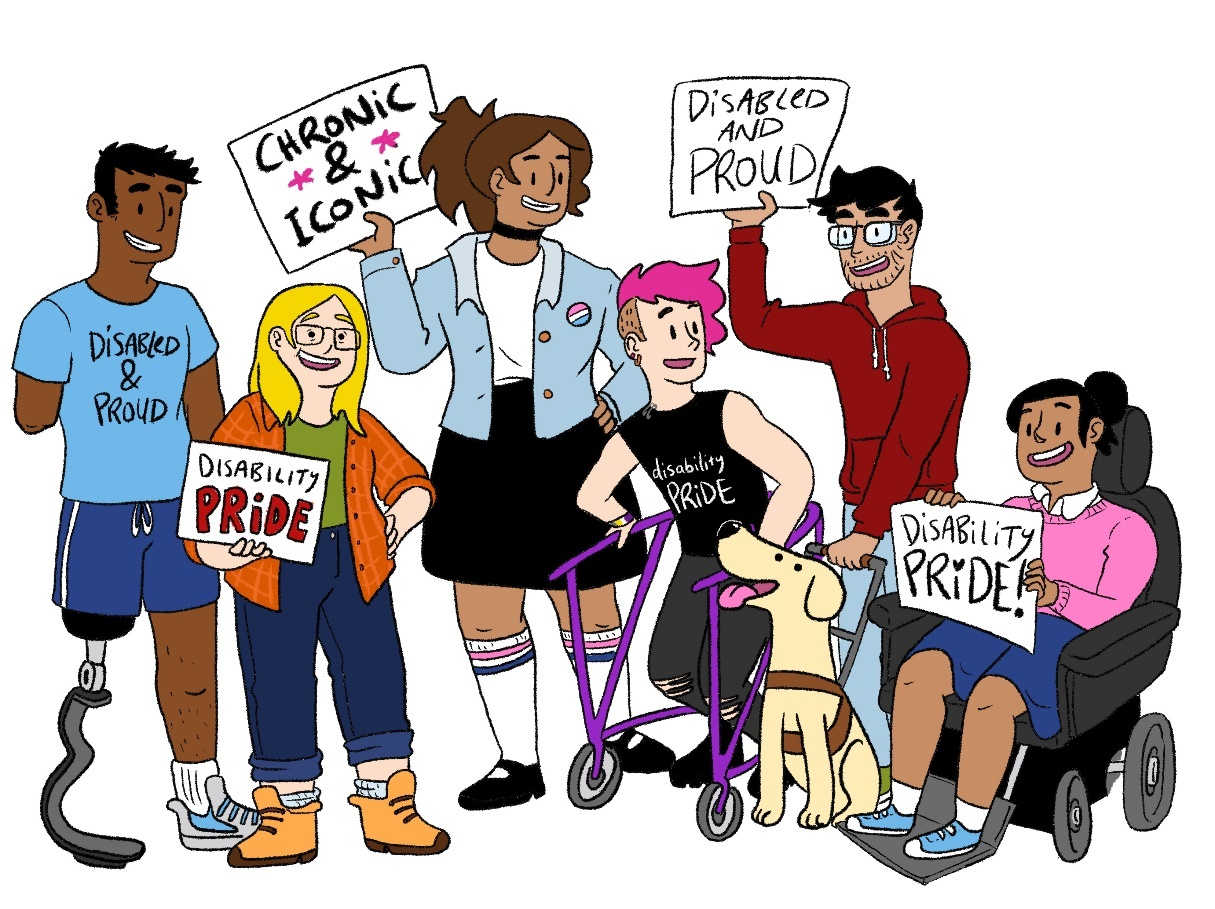 CHRONiC
* & *
ICONiC
DiSABLeD
AND
PROUD
DiSABLeD
&
PROUD
DISABILITY
PRiDE
disability
PRiDE
DiSABiLiTY
PRiDE!